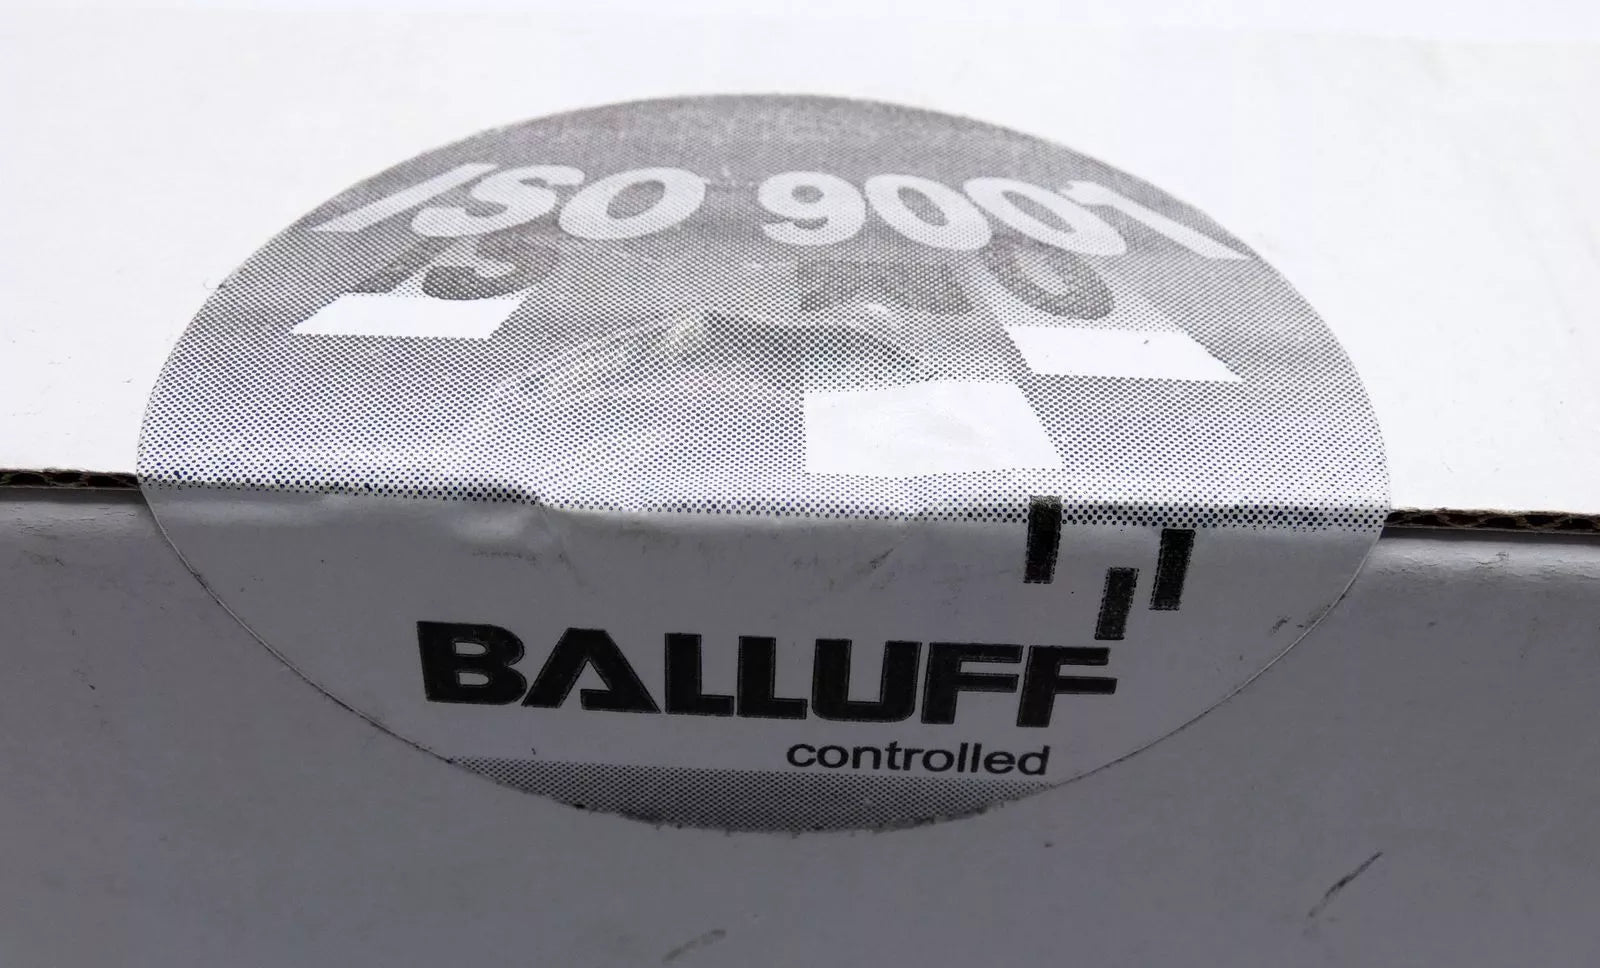 ISO 9001
BALLUFF
controlled